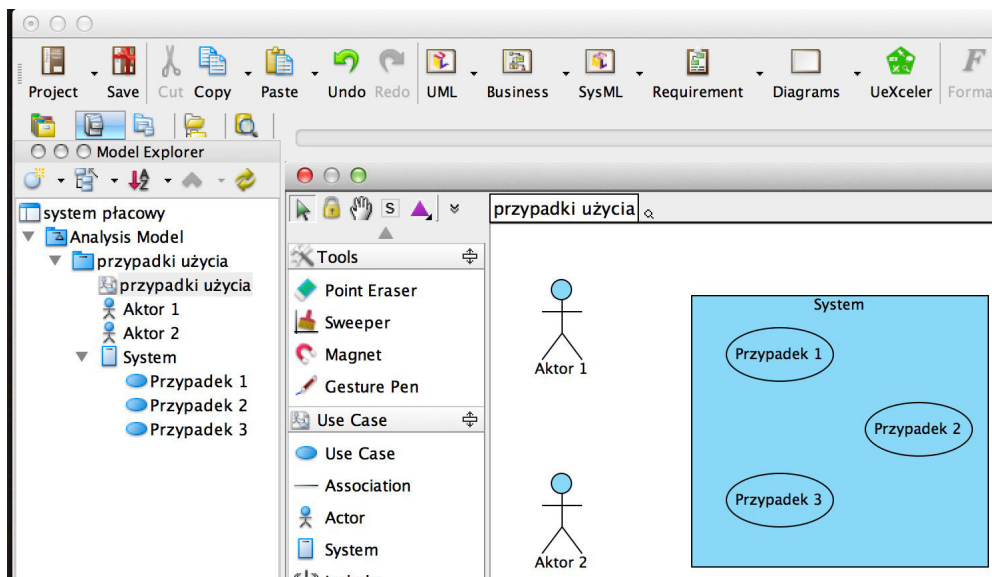 Project Save Cut Copy Paste Undo Redo UML Business SysML Requirement Diagrams UeXceler Forma
Model Explorer
system płacowy
Analysis Model
przypadki użycia
przypadki użycia
Aktor 1
Aktor 2
System
Przypadek 1
Przypadek 2
Przypadek 3
S
Tools
Point Eraser
Sweeper
Magnet
Gesture Pen
Use Case
Use Case
Association
Actor
System
przypadki użycia
Aktor 1
Aktor 2
System
Przypadek 1
Przypadek 2
Przypadek 3